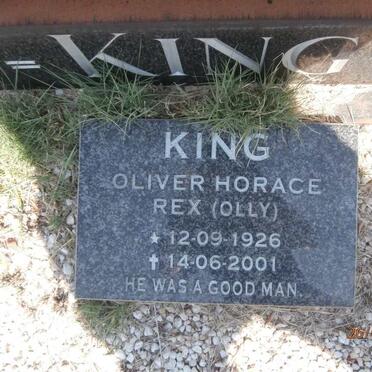 -KING
KING
OLIVER HORACE
REX (OLLY)
★ 12-09-1926
✝ 14-06-2001
HE WAS A GOOD MAN.